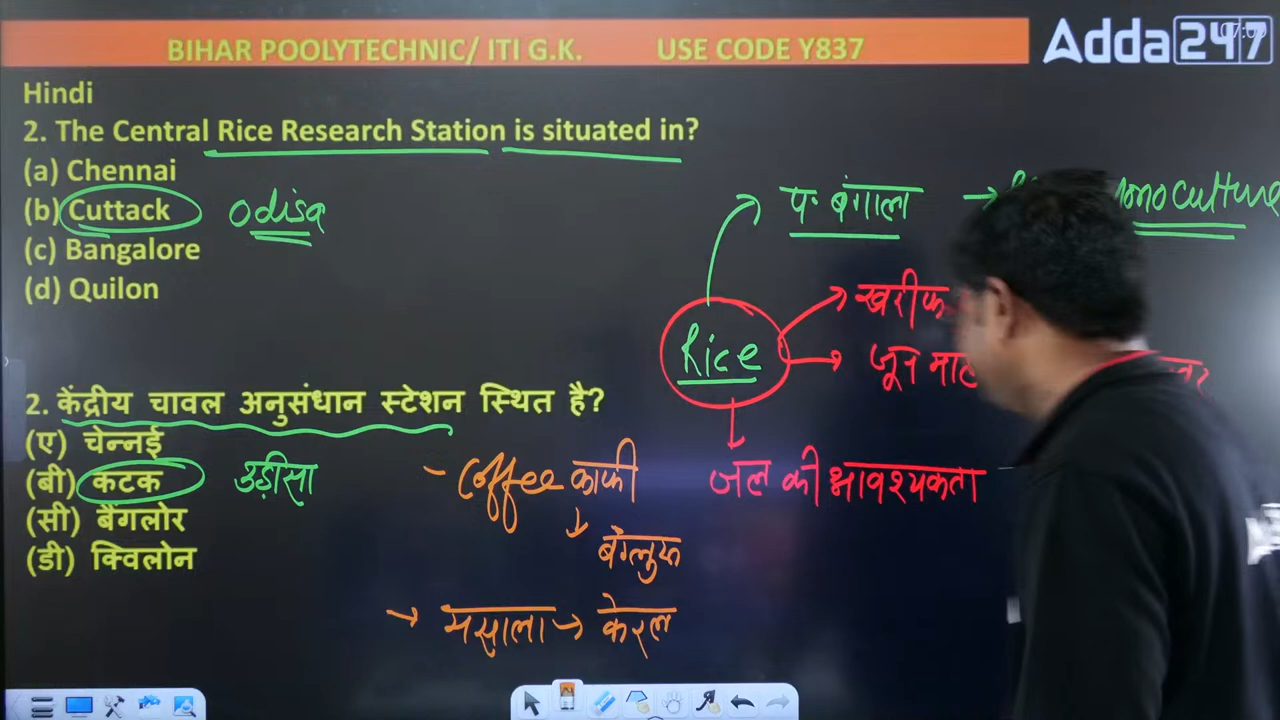 BIHAR POOLYTECHNIC/ ITI G.K. USE CODE Y837
Adda247
Hindi
2. The Central Rice Research Station is situated in?
(a) Chennai
(b) Cuttack odisa
(c) Bangalore
(d) Quilon
प. बंगाल → monoculture
Rice
खरीफ
जून माह
जल की आवश्यकता
2. केंद्रीय चावल अनुसंधान स्टेशन स्थित है?
(ए) चेन्नई
(बी) कटक उड़ीसा
(सी) बैंगलोर
(डी) क्विलोन
- Coffee काफी
→ मसाला → केरल